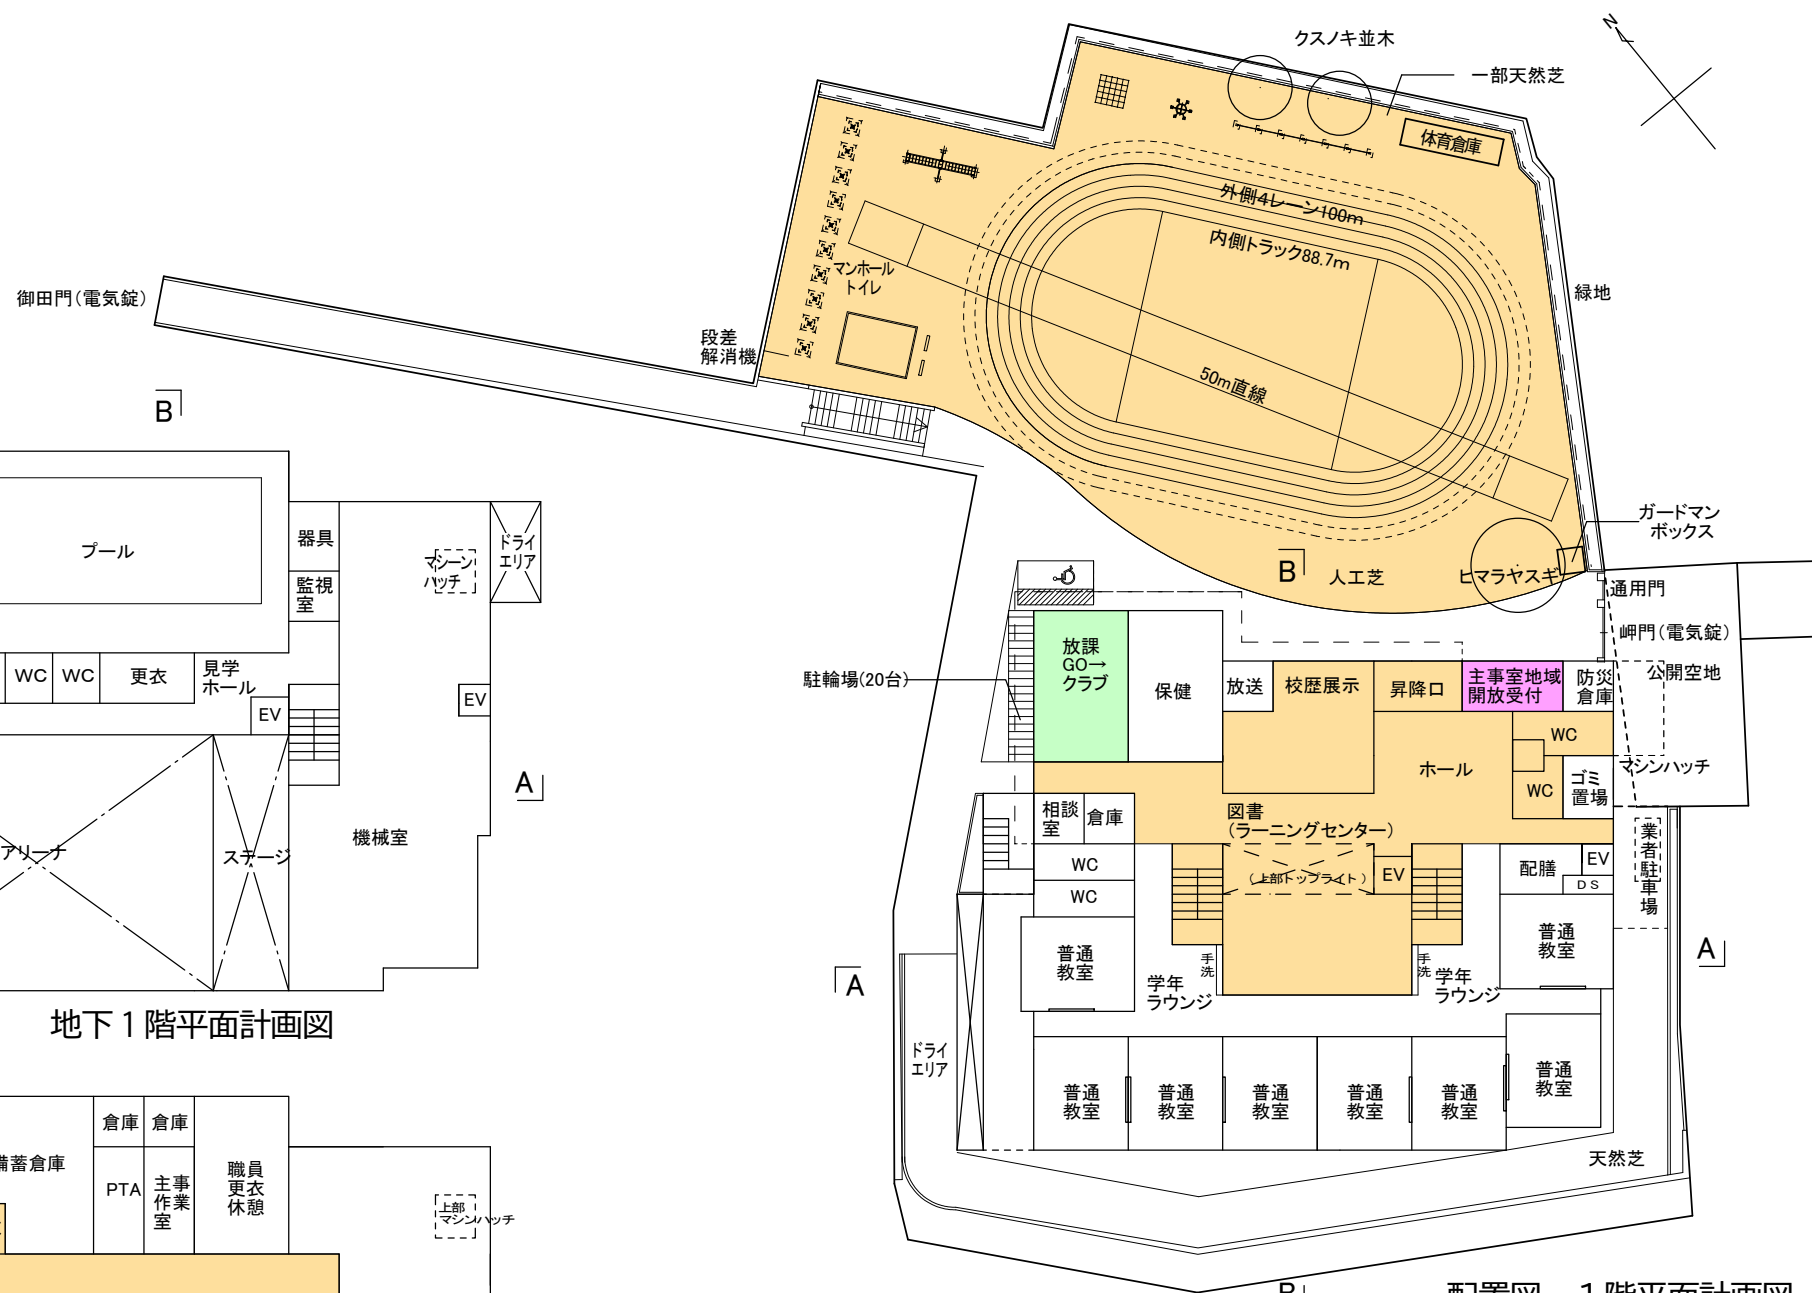 クスノキ並木
N
一部天然芝
体育倉庫
外側4レーン100m
内側トラック88.7m
マンホール
トイレ
緑地
御田門(電気錠)
段差
解消機
50m直線
ガードマン
ボックス
B
人工芝
ヒマラヤスギ
通用門
岬門(電気錠)
公開空地
駐輪場(20台)
放課
GO→
クラブ
保健
放送
校歴展示
昇降口
主事室地域
開放受付
防災
倉庫
WC
ホール
マシンハッチ
WC
ゴミ
置場
相談
室
倉庫
図書
(ラーニングセンター)
業者駐車場
WC
(上部トップライト)
EV
配膳
EV
DS
WC
普通
教室
手洗
学年
ラウンジ
手洗
学年
ラウンジ
普通
教室
A
A
ドライ
エリア
普通
教室
普通
教室
普通
教室
普通
教室
普通
教室
普通
教室
天然芝
B
配置図 1階平面計画図
B
プール
器具
監視
室
マシーン
ハッチ
ドライ
エリア
WC
WC
更衣
見学
ホール
EV
EV
A
アリーナ
ステージ
機械室
地下1階平面計画図
倉庫
倉庫
備蓄倉庫
PTA
主事
作業
室
職員
更衣
休憩
上部
マシンハッチ